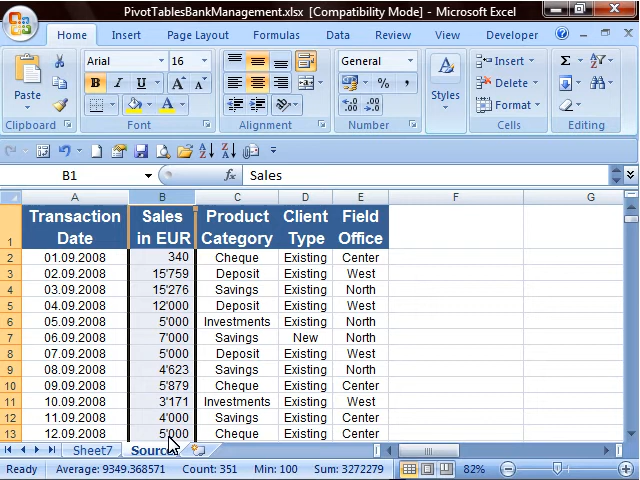 PivotTablesBankManagement.xlsx [Compatibility Mode] - Microsoft Excel
Home Insert Page Layout Formulas Data Review View Developer
Arial 16 General Insert
Paste B I U A % , Styles Delete
Format
Clipboard Font Alignment Number Cells Editing
B1 fx Sales
A B C D E F G
1 Transaction Date Sales in EUR Product Category Client Type Field Office
2 01.09.2008 340 Cheque Existing Center
3 02.09.2008 15'759 Deposit Existing West
4 03.09.2008 15'276 Savings Existing North
5 04.09.2008 12'000 Deposit Existing West
6 05.09.2008 5'000 Investments Existing North
7 06.09.2008 7'000 Savings New North
8 07.09.2008 5'000 Deposit Existing West
9 08.09.2008 4'623 Savings Existing North
10 09.09.2008 5'879 Cheque Existing Center
11 10.09.2008 3'171 Investments Existing West
12 11.09.2008 4'000 Savings Existing Center
13 12.09.2008 5'000 Cheque Existing Center
Sheet7
Ready Average: 9349.368571 Count: 351 Min: 100 Sum: 3272279 82%